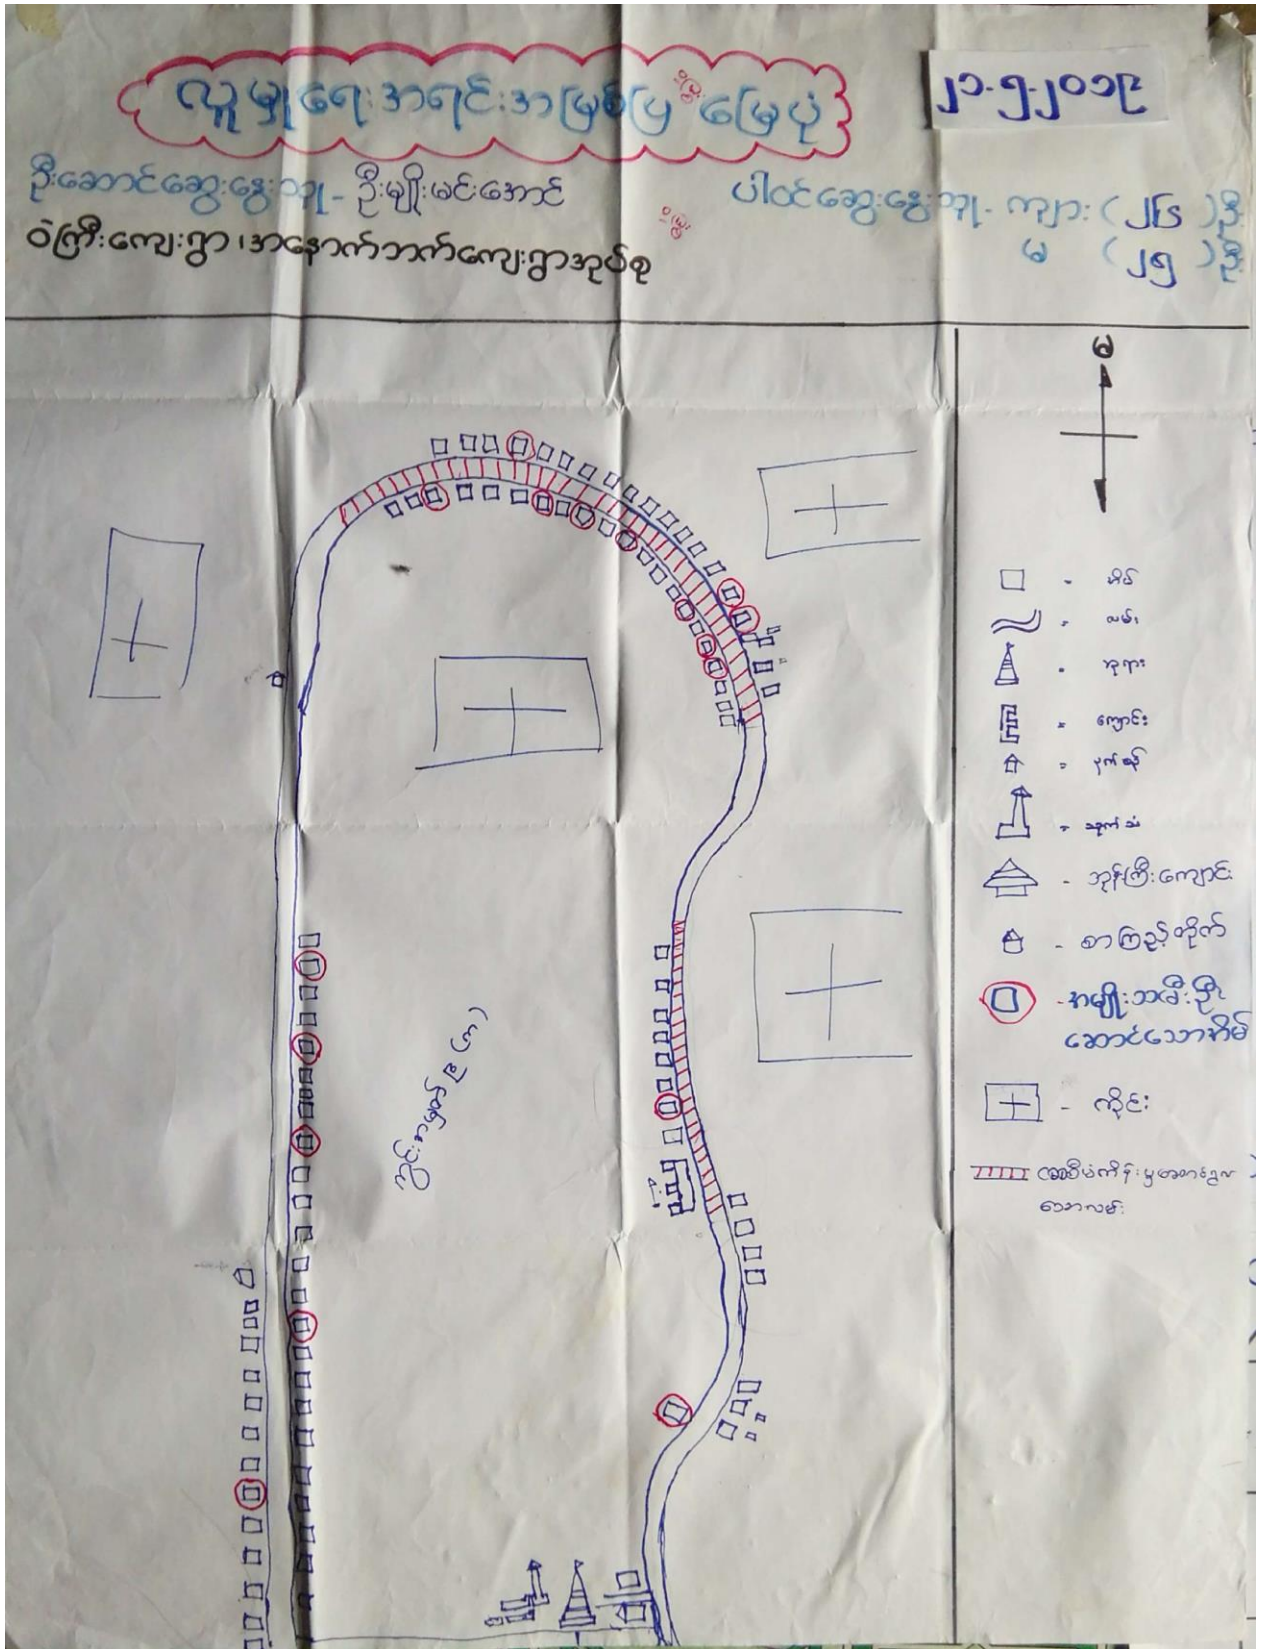 လူမှုရေးအရင်းအမြစ်ပြမြေပုံ
၂၁.၅.၂၀၁၉
ဦးဆောင်ဆွေးနွေးသူ - ဦးမျိုးမင်းအောင်
ဝဲကြီးကျေးရွာ ၊ အနောက်ဘက်ကျေးရွာအုပ်စု
ပါဝင်ဆွေးနွေးသူ - ကျား (၂၆) ဦး
မ (၂၅) ဦး
မြို့
မြို့
- အိမ်
- လမ်း
- ဘုရား
- ကျောင်း
- ဘုန်းကြီးကျောင်း
- စာကြည့်တိုက်
- အမျိုးသမီးဦး
ဆောင်သောအိမ်
- ကိုင်း